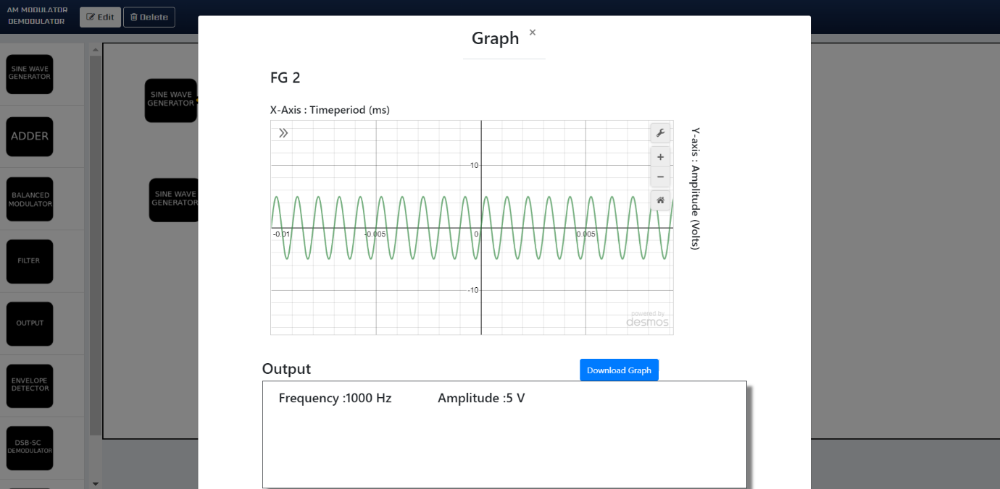 AM MODULATOR
DEMODULATOR
Edit
Delete
SINE WAVE
GENERATOR
ADDER
BALANCED
MODULATOR
FILTER
OUTPUT
ENVELOPE
DETECTOR
DSB-SC
DEMODULATOR
SINE WAVE
GENERATOR
SINE WAVE
GENERATOR
Graph ×
FG 2
X-Axis : Timeperiod (ms)
10
-0.01
-0.005
0
0.005
-10
powered by
desmos
Y-axis : Amplitude (Volts)
Output
Download Graph
Frequency :1000 Hz
Amplitude :5 V